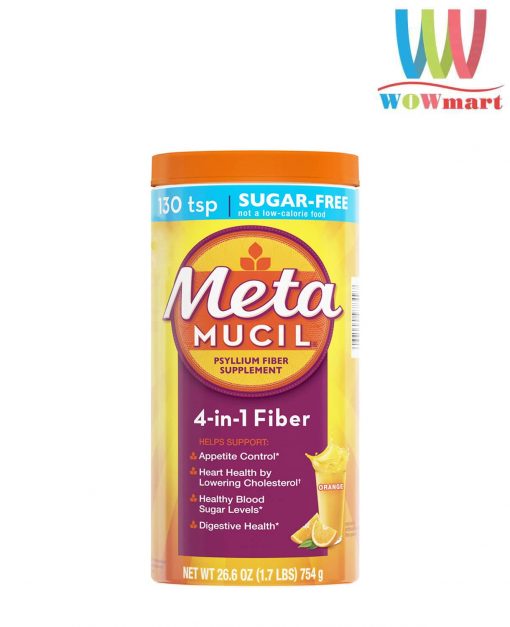 WOWmart
130 tsp | SUGAR-FREE
not a low-calorie food
Meta
MUCIL
PSYLLIUM FIBER
SUPPLEMENT
4-in-1 Fiber
HELPS SUPPORT:
Appetite Control*
Heart Health by
Lowering Cholesterol†
Healthy Blood
Sugar Levels*
Digestive Health*
ORANGE
NET WT 26.6 OZ (1.7 LBS) 754 g